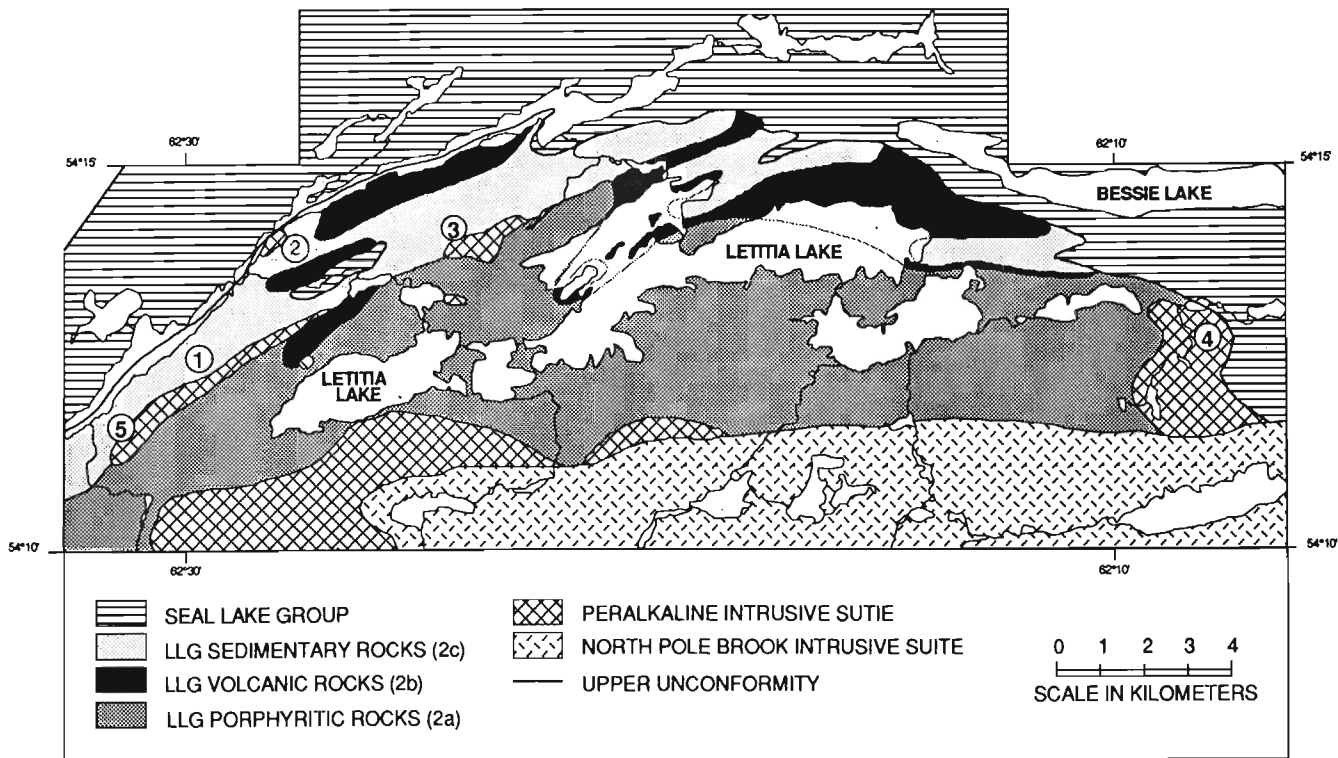 62°30'
62°10'
54°15'
54°15'
BESSIE LAKE
3
2
LETITIA LAKE
4
1
LETITIA
LAKE
5
54°10'
54°10'
62°30'
62°10'
SEAL LAKE GROUP
LLG SEDIMENTARY ROCKS (2c)
LLG VOLCANIC ROCKS (2b)
LLG PORPHYRITIC ROCKS (2a)
PERALKALINE INTRUSIVE SUTIE
NORTH POLE BROOK INTRUSIVE SUITE
UPPER UNCONFORMITY
0 1 2 3 4
SCALE IN KILOMETERS